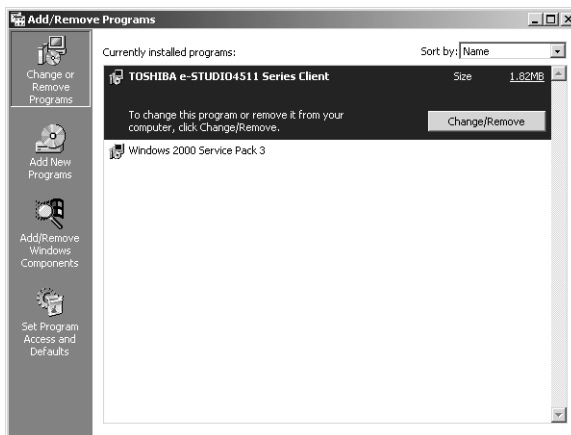 Add/Remove Programs
Change or
Remove
Programs
Add New
Programs
Add/Remove
Windows
Components
Set Program
Access and
Defaults
Currently installed programs:
Sort by: Name
TOSHIBA e-STUDIO4511 Series Client
Size
1.82MB
To change this program or remove it from your
computer, click Change/Remove.
Change/Remove
Windows 2000 Service Pack 3